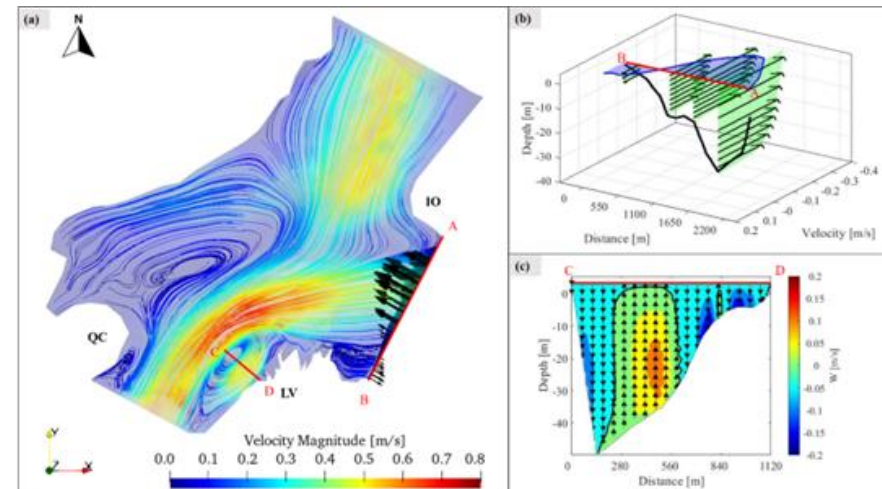 (a)
N
IO
A
QC
C
D
LV
B
Y
Z
X
Velocity Magnitude [m/s]
0.0 0.1 0.2 0.3 0.4 0.5 0.6 0.7 0.8
(b)
B
A
Depth [m]
0
-10
-20
-30
-40
0
550
1100
1650
2200
Distance [m]
0.2
0.1
-0
-0.1
-0.2
-0.3
-0.4
Velocity [m/s]
(c)
C
D
Depth [m]
0
-10
-20
-30
-40
0 280 560 840 1120
Distance [m]
0.2
0.15
0.1
0.05
0
-0.05
-0.1
-0.15
-0.2
W [m/s]